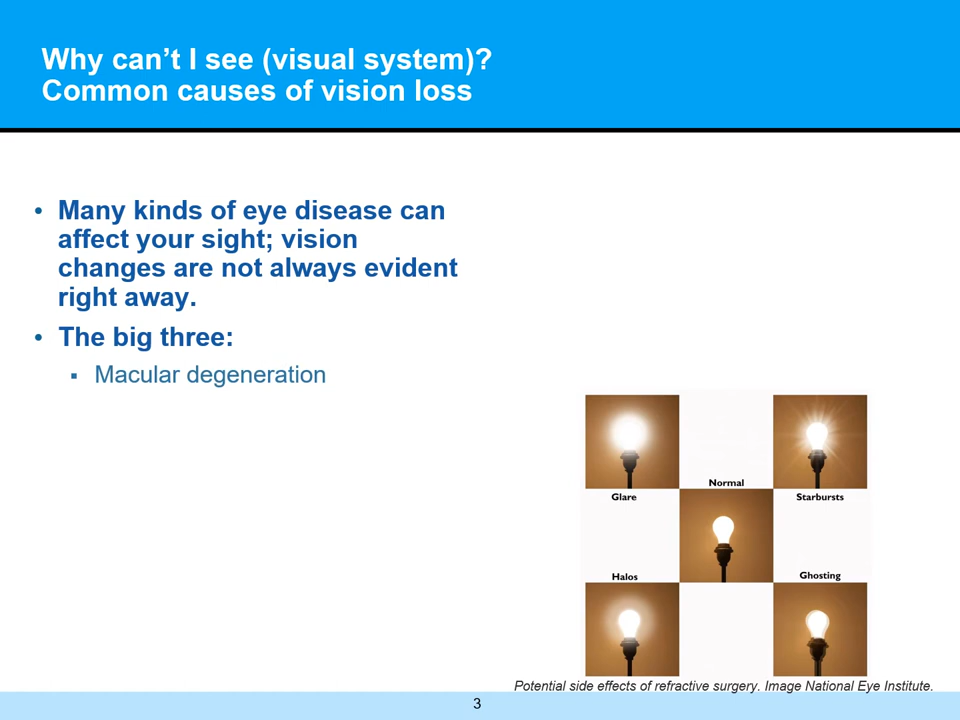 Why can’t I see (visual system)?
Common causes of vision loss
• Many kinds of eye disease can
affect your sight; vision
changes are not always evident
right away.
• The big three:
▪ Macular degeneration
Normal
Glare
Starbursts
Halos
Ghosting
Potential side effects of refractive surgery. Image National Eye Institute.
3